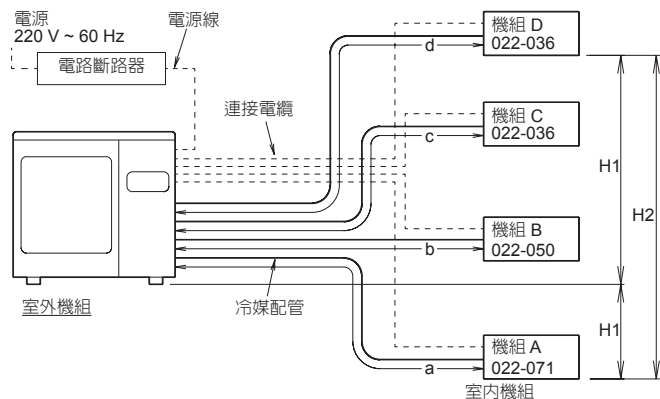 電源
220 V ~ 60 Hz
電源線
電路斷路器
連接電纜
室外機組
冷媒配管
d
c
b
a
機組 D
022-036
機組 C
022-036
機組 B
022-050
機組 A
022-071
室内機組
H1
H2
H1